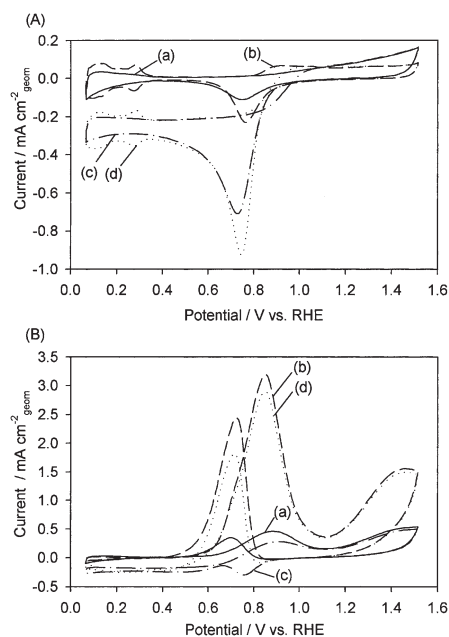 (A)
0.2
0.0
-0.2
-0.4
-0.6
-0.8
-1.0
Current / mA cm⁻²geom
(a)
(b)
(c)
(d)
0.0 0.2 0.4 0.6 0.8 1.0 1.2 1.4 1.6
Potential / V vs. RHE
(B)
3.5
3.0
2.5
2.0
1.5
1.0
0.5
0.0
-0.5
Current / mA cm⁻²geom
(b)
(d)
(a)
(c)
0.0 0.2 0.4 0.6 0.8 1.0 1.2 1.4 1.6
Potential / V vs. RHE